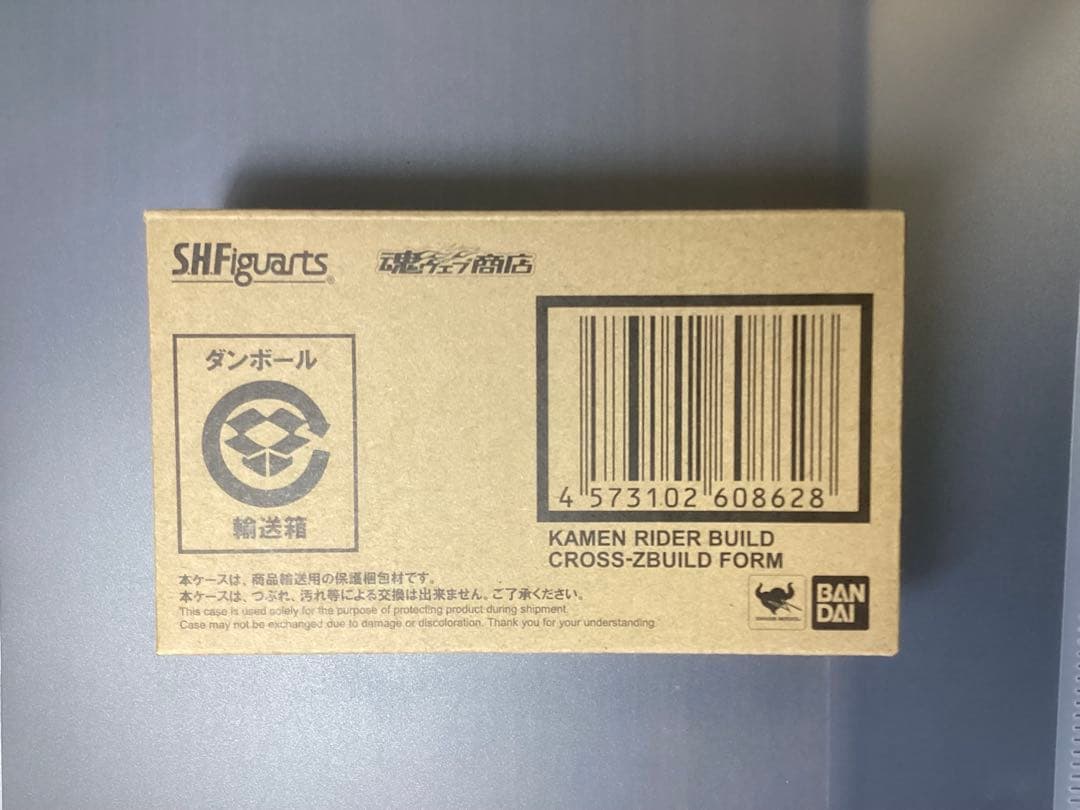 S.H.Figuarts
魂ウェブ商店
ダンボール
輸送箱
4 573102 608628
KAMEN RIDER BUILD
CROSS-ZBUILD FORM
本ケースは、商品輸送用の保護梱包材です。
本ケースは、つぶれ、汚れ等による交換は出来ません。ご了承ください。
This case is used solely for the purpose of protecting product during shipment.
Case may not be exchanged due to damage or discoloration. Thank you for your understanding.
BAN
DAI